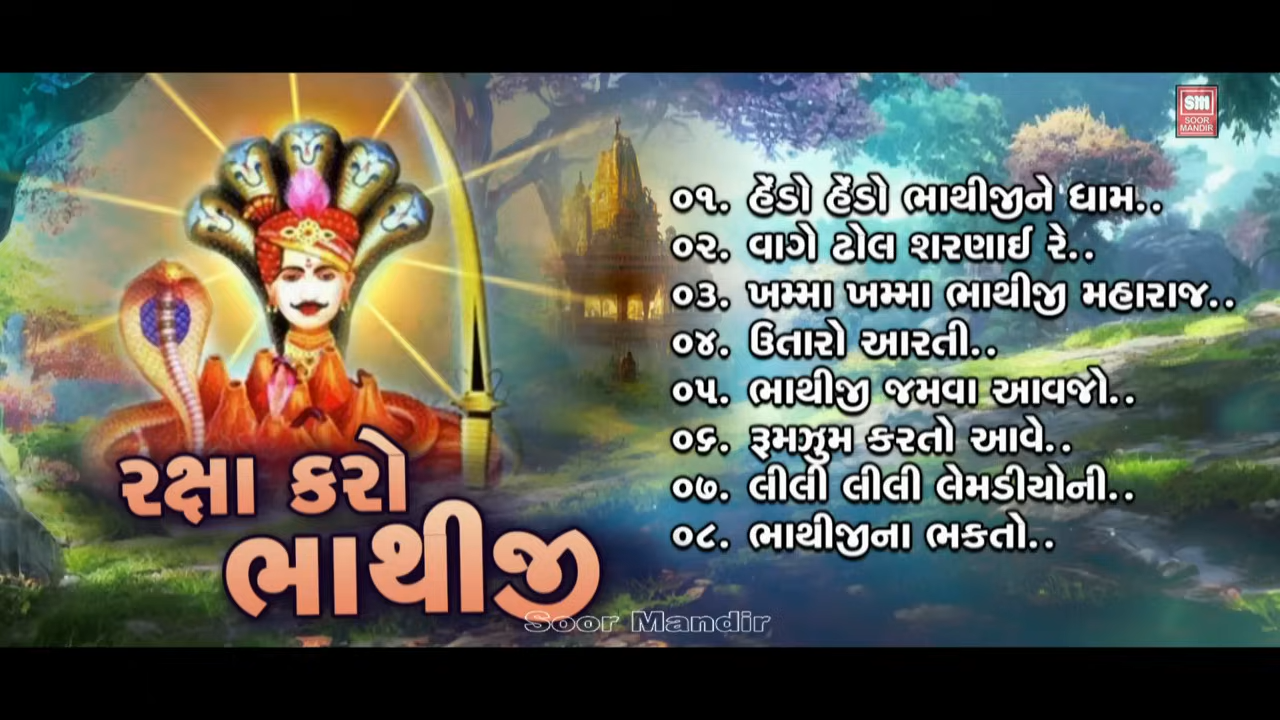 sm
SOOR
MANDIR
૦૧. હેંડો હેંડો ભાથીજીને ધામ..
૦૨. વાગે ઢોલ શરણાઈ રે..
૦૩. ખમ્મા ખમ્મા ભાથીજી મહારાજ..
૦૪. ઉતારો આરતી..
૦૫. ભાથીજી જમવા આવજો..
૦૬. રૂમઝુમ કરતો આવે..
૦૭. લીલી લીલી લેમડીયોની..
૦૮. ભાથીજીના ભકતો..
રક્ષા કરો
ભાથીજી
Soor Mandir